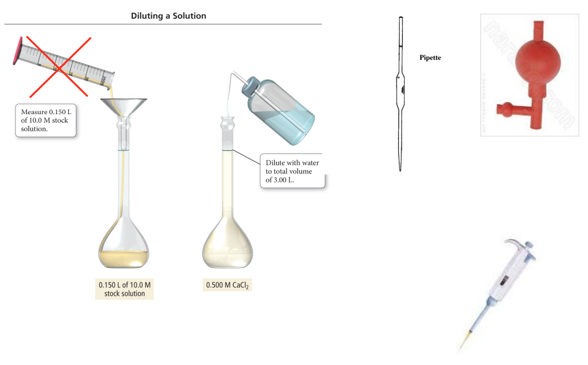 Diluting a Solution
Measure 0.150 L
of 10.0 M stock
solution.
Dilute with water
to total volume
of 3.00 L.
0.150 L of 10.0 M
stock solution
0.500 M CaCl₂
Pipette